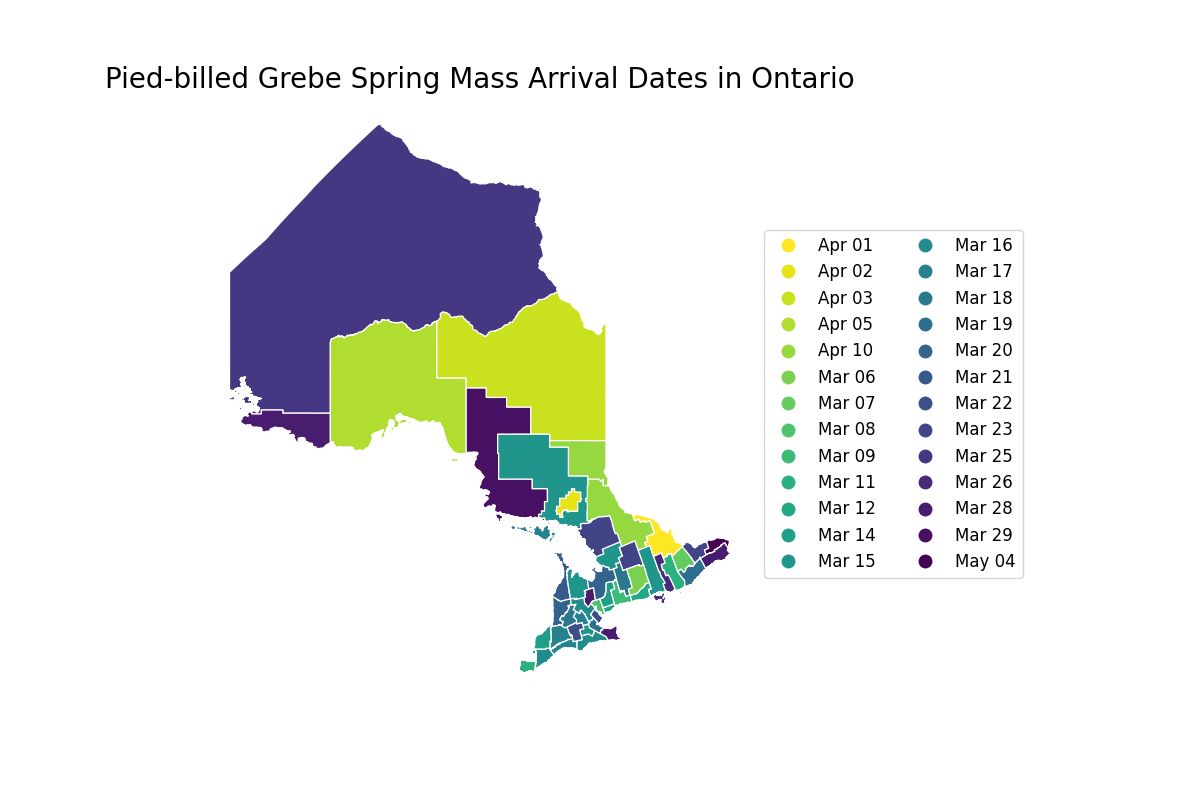 Pied-billed Grebe Spring Mass Arrival Dates in Ontario
Apr 01
Apr 02
Apr 03
Apr 05
Apr 10
Mar 06
Mar 07
Mar 08
Mar 09
Mar 11
Mar 12
Mar 14
Mar 15
Mar 16
Mar 17
Mar 18
Mar 19
Mar 20
Mar 21
Mar 22
Mar 23
Mar 25
Mar 26
Mar 28
Mar 29
May 04